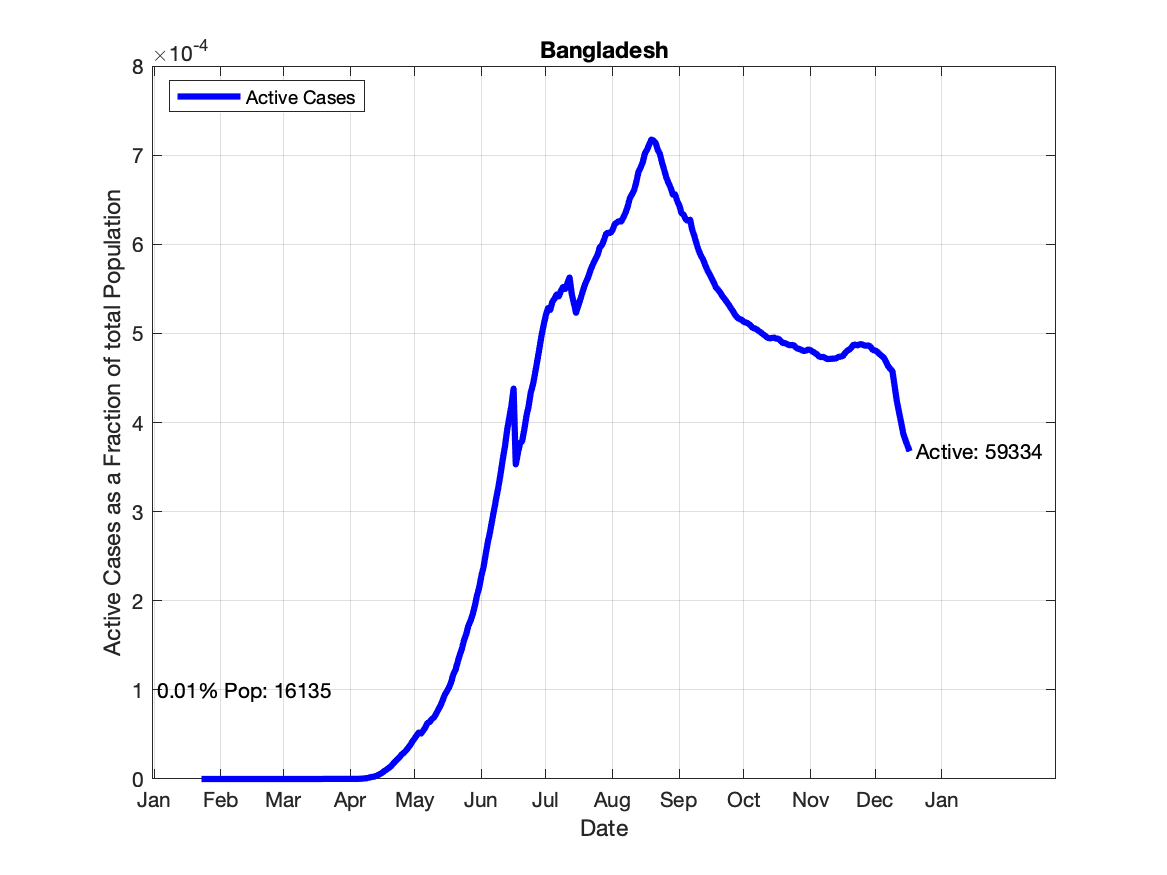 Bangladesh
×10-4
Active Cases
8
7
6
5
4
3
2
1
0
Active Cases as a Fraction of total Population
Active: 59334
0.01% Pop: 16135
Jan Feb Mar Apr May Jun Jul Aug Sep Oct Nov Dec Jan
Date